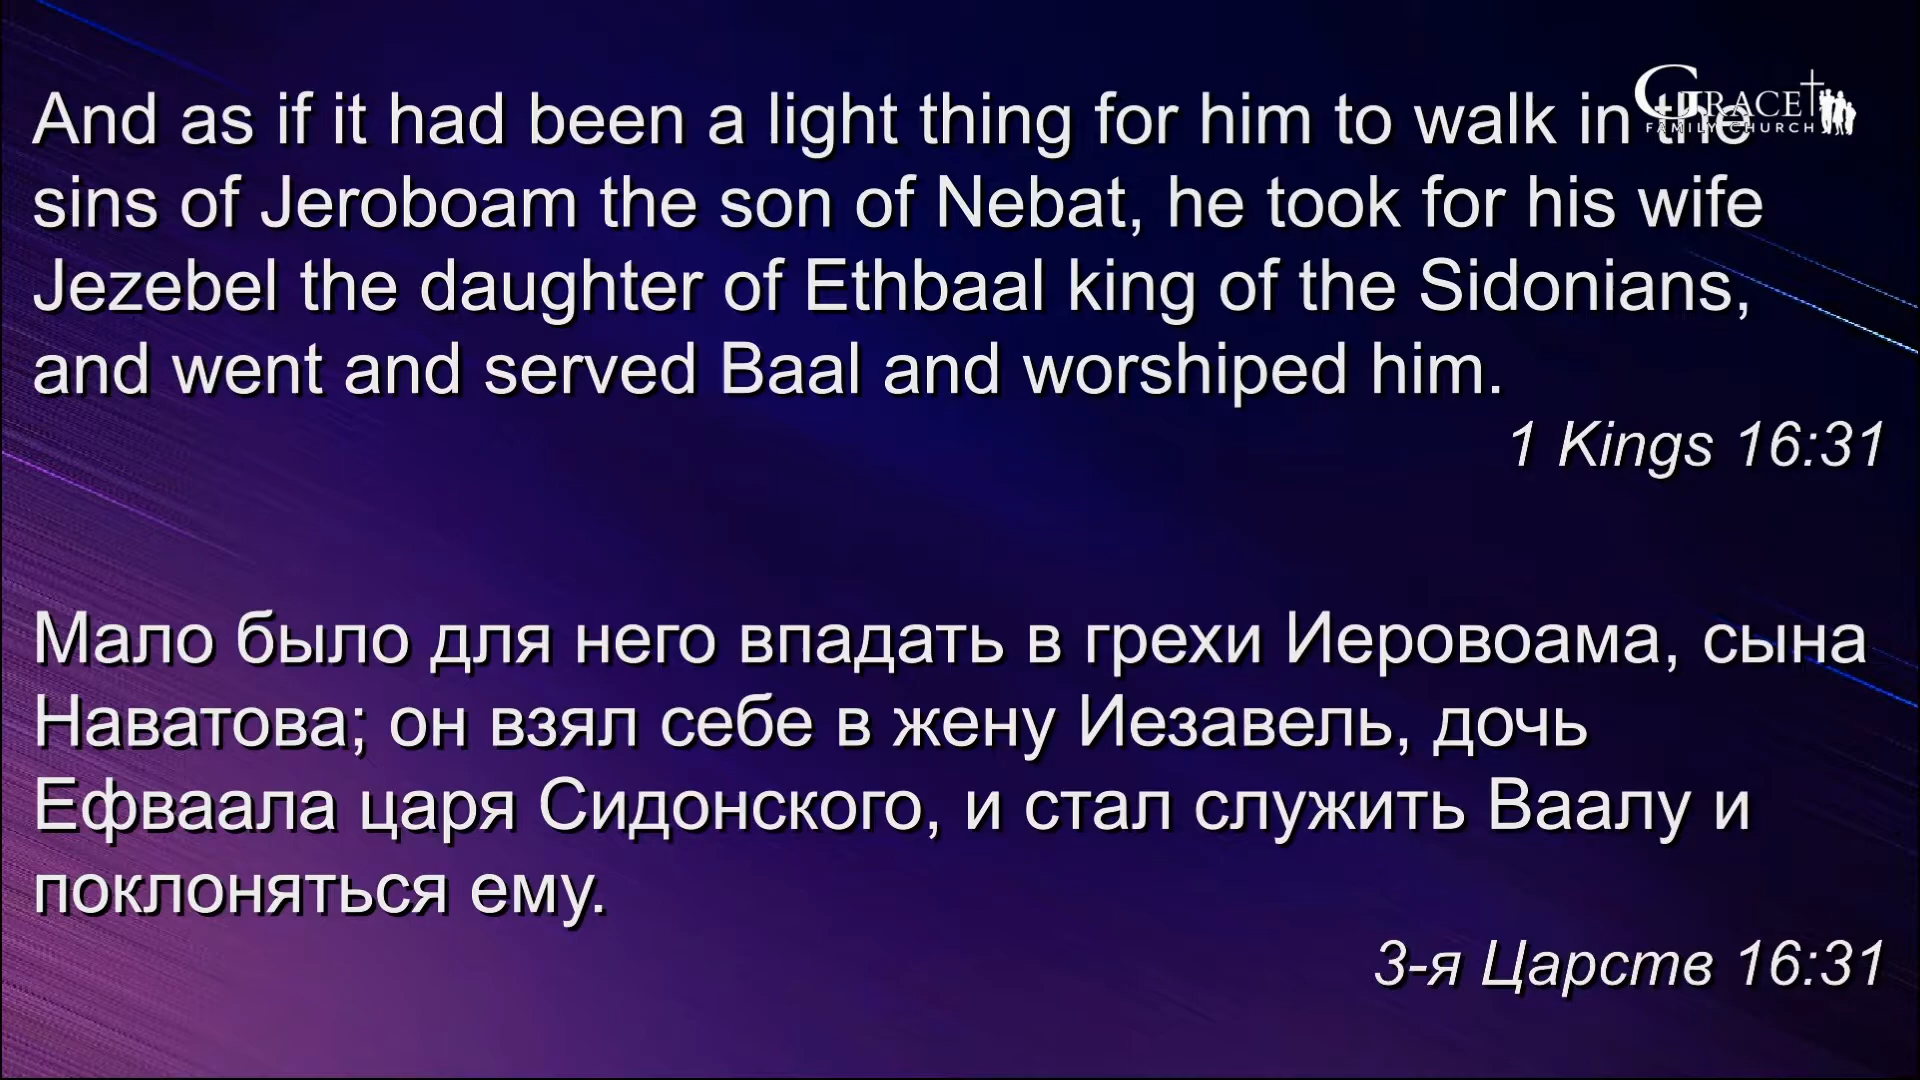 And as if it had been a light thing for him to walk in the
sins of Jeroboam the son of Nebat, he took for his wife
Jezebel the daughter of Ethbaal king of the Sidonians,
and went and served Baal and worshiped him.
1 Kings 16:31
GRACE
FAMILY CHURCH
Мало было для него впадать в грехи Иеровоама, сына
Наватова; он взял себе в жену Иезавель, дочь
Ефваала царя Сидонского, и стал служить Ваалу и
поклоняться ему.
3-я Царств 16:31